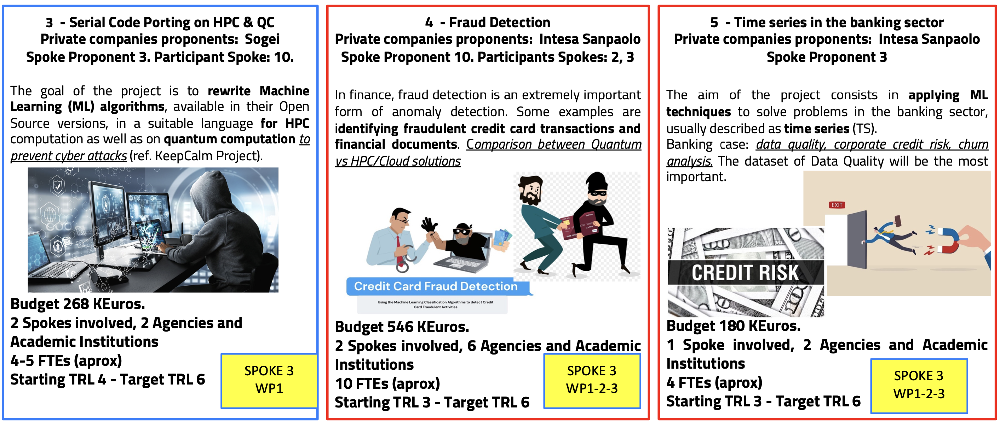 3 - Serial Code Porting on HPC & QC
Private companies proponents: Sogei
Spoke Proponent 3. Participant Spoke: 10.
The goal of the project is to rewrite Machine
Learning (ML) algorithms, available in their Open
Source versions, in a suitable language for HPC
computation as well as on quantum computation to
prevent cyber attacks (ref. KeepCalm Project).
Budget 268 KEuros.
2 Spokes involved, 2 Agencies and
Academic Institutions
4-5 FTEs (aprox)
Starting TRL 4 - Target TRL 6
SPOKE 3
WP1
4 - Fraud Detection
Private companies proponents: Intesa Sanpaolo
Spoke Proponent 10. Participants Spokes: 2, 3
In finance, fraud detection is an extremely important
form of anomaly detection. Some examples are
identifying fraudulent credit card transactions and
financial documents. Comparison between Quantum
vs HPC/Cloud solutions
Credit Card Fraud Detection
Using the Machine Learning Classification Algorithms to detect Credit
Card Fraudulent Activities
Budget 546 KEuros.
2 Spokes involved, 6 Agencies and Academic
Institutions
10 FTEs (aprox)
Starting TRL 3 - Target TRL 6
SPOKE 3
WP1-2-3
5 - Time series in the banking sector
Private companies proponents: Intesa Sanpaolo
Spoke Proponent 3
The aim of the project consists in applying ML
techniques to solve problems in the banking sector,
usually described as time series (TS).
Banking case: data quality, corporate credit risk, churn
analysis. The dataset of Data Quality will be the most
important.
EXIT
CREDIT RISK
100
Budget 180 KEuros.
1 Spoke involved, 2 Agencies and Academic
Institutions
4 FTEs (aprox)
Starting TRL 3 - Target TRL 6
SPOKE 3
WP1-2-3